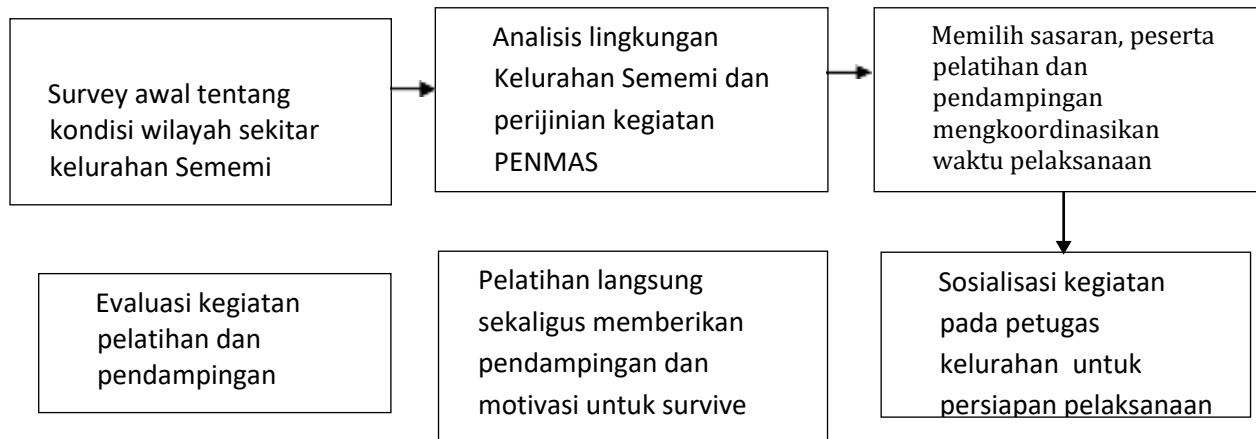 Survey awal tentang
kondisi wilayah sekitar
kelurahan Sememi
Analisis lingkungan
Kelurahan Sememi dan
perijinian kegiatan
PENMAS
Memilih sasaran, peserta
pelatihan dan
pendampingan
mengkoordinasikan
waktu pelaksanaan
Sosialisasi kegiatan
pada petugas
kelurahan untuk
persiapan pelaksanaan
Pelatihan langsung
sekaligus memberikan
pendampingan dan
motivasi untuk survive
Evaluasi kegiatan
pelatihan dan
pendampingan